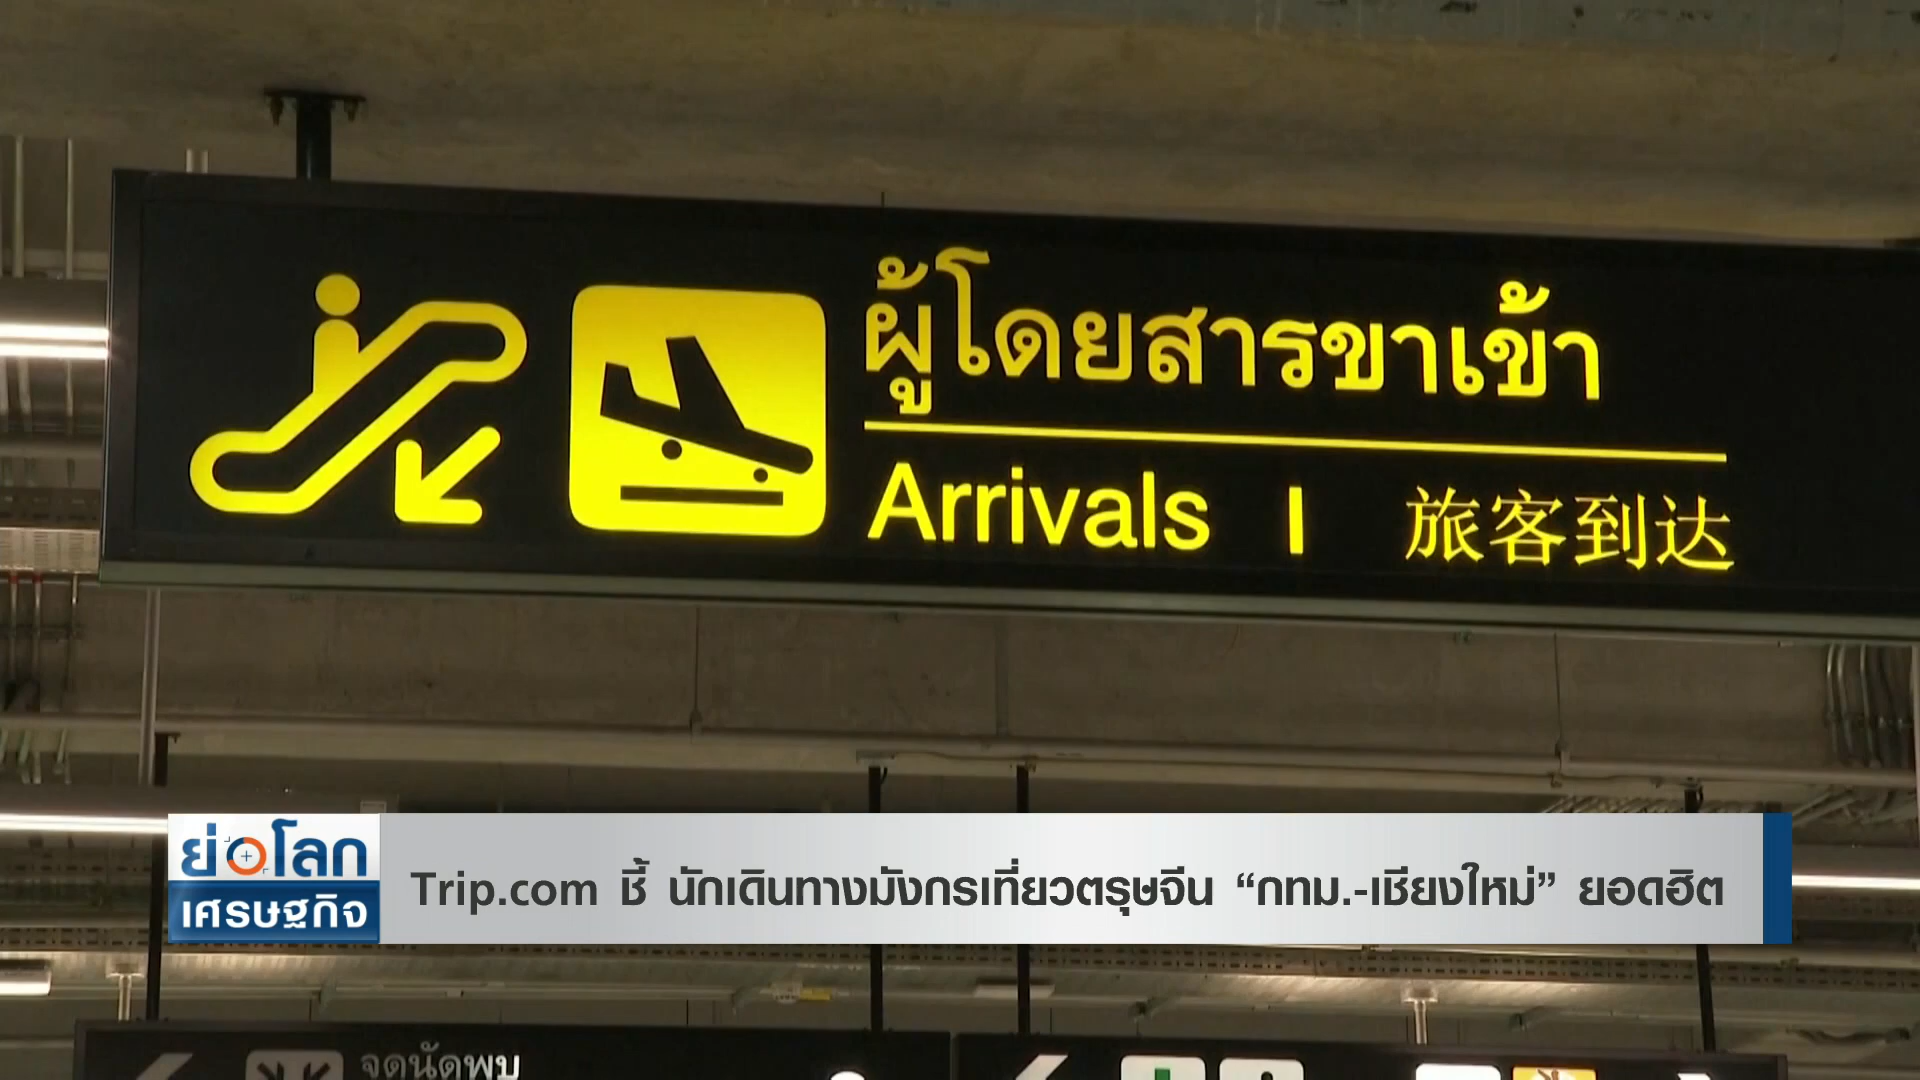 ผู้โดยสารขาเข้า
Arrivals | 旅客到达
ย่อโลก
เศรษฐกิจ
Trip.com ชี้ นักเดินทางมังกรเที่ยวตรุษจีน “กทม.-เชียงใหม่” ยอดฮิต
จุดนัดพบ